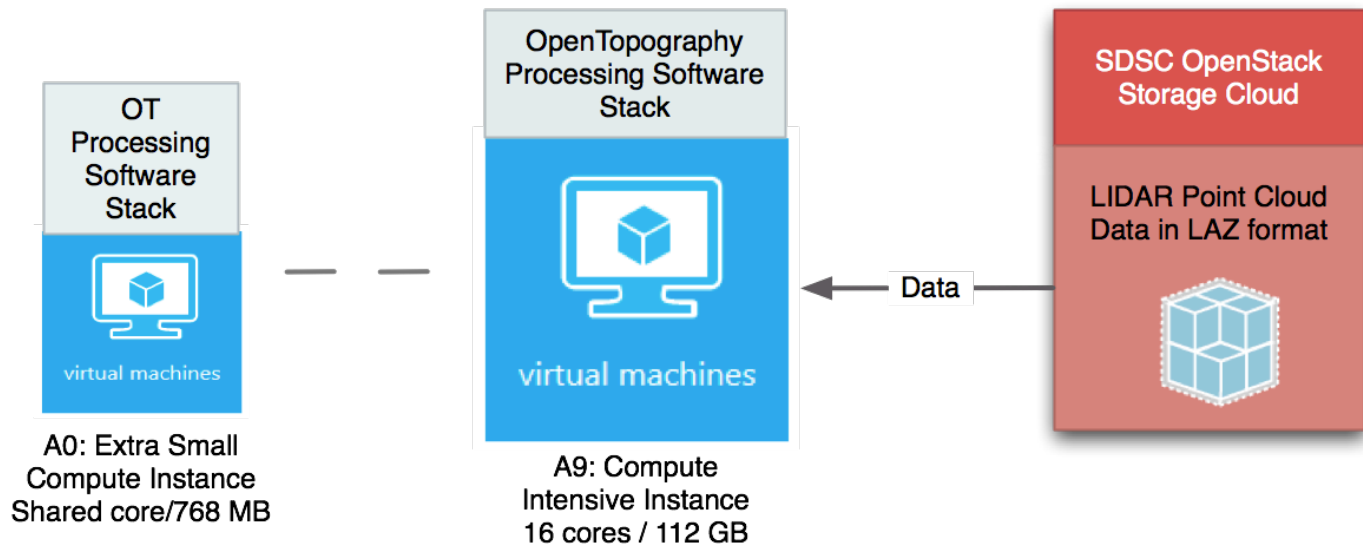 OT
Processing
Software
Stack
virtual machines
A0: Extra Small
Compute Instance
Shared core/768 MB
OpenTopography
Processing Software
Stack
virtual machines
A9: Compute
Intensive Instance
16 cores / 112 GB
Data
SDSC OpenStack
Storage Cloud
LIDAR Point Cloud
Data in LAZ format